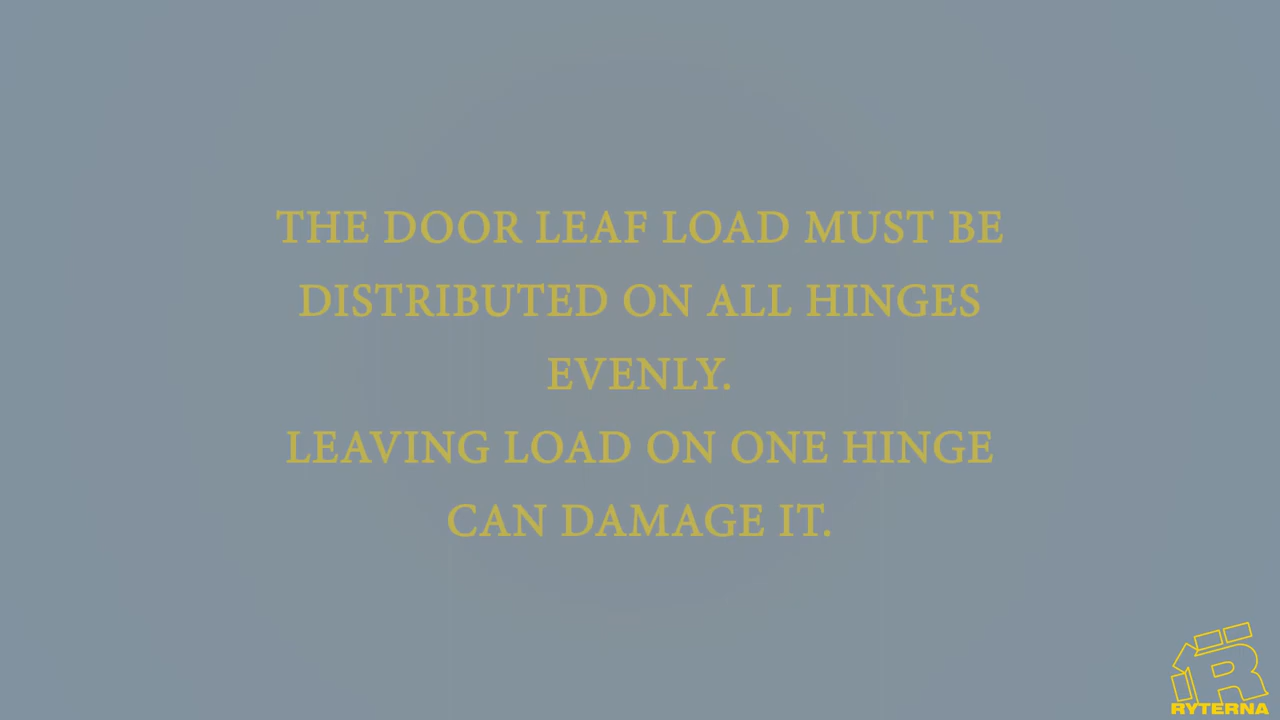 THE DOOR LEAF LOAD MUST BE
DISTRIBUTED ON ALL HINGES
EVENLY.
LEAVING LOAD ON ONE HINGE
CAN DAMAGE IT.
RYTERNA